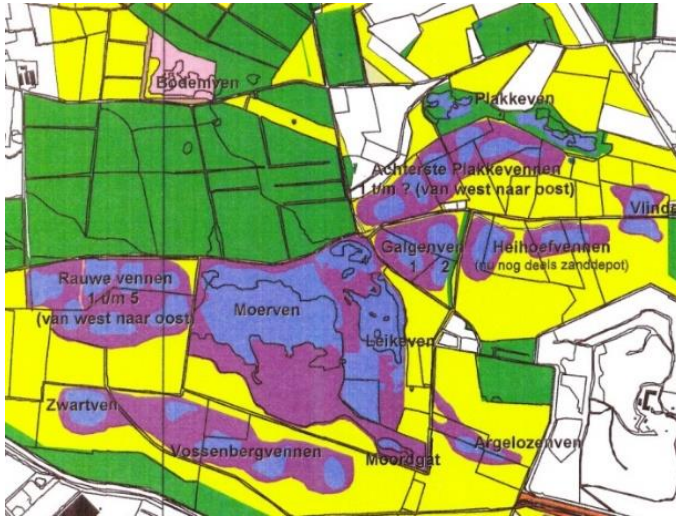 Bodemven
Plakkeven
Achterste Plakkevennen
1 t/m ? (van west naar oost)
Vlinde
Galgenven
1 2
Heihoefvennen
(nu nog deels zanddepot)
Rauwe vennen
1 t/m 5
(van west naar oost)
Moerven
Leikeven
Zwartven
Vossenbergvennen
Moordgat
Argelozenven